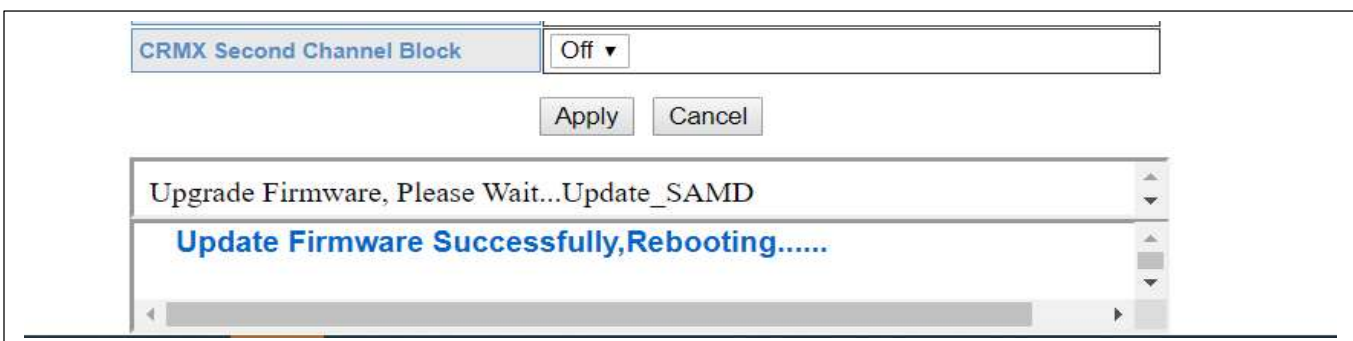 CRMX Second Channel Block Off
Apply Cancel
Upgrade Firmware, Please Wait...Update_SAMD
Update Firmware Successfully,Rebooting......